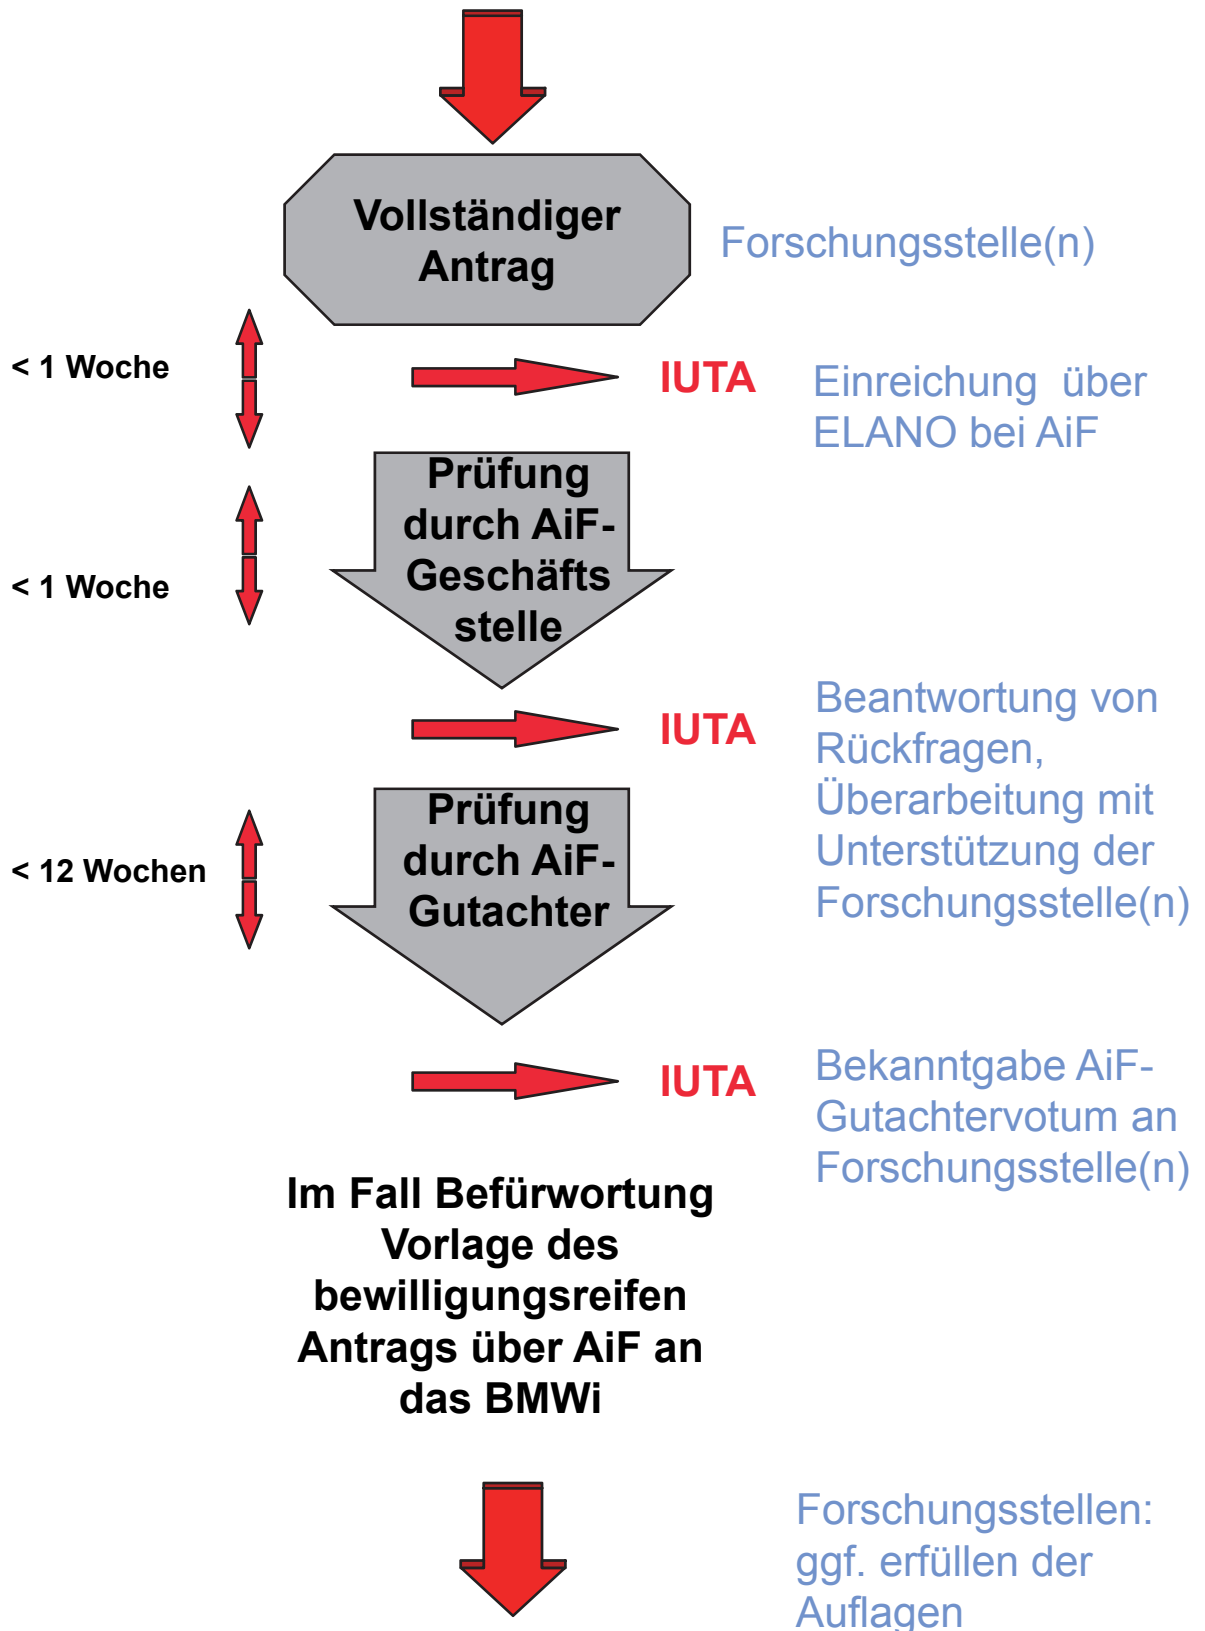 Vollständiger
Antrag
Forschungsstelle(n)
< 1 Woche
IUTA
Einreichung über
ELANO bei AiF
Prüfung
durch AiF-
Geschäfts
stelle
< 1 Woche
IUTA
Beantwortung von
Rückfragen,
Überarbeitung mit
Unterstützung der
Forschungsstelle(n)
Prüfung
durch AiF-
Gutachter
< 12 Wochen
IUTA
Bekanntgabe AiF-
Gutachtervotum an
Forschungsstelle(n)
Im Fall Befürwortung
Vorlage des
bewilligungsreifen
Antrags über AiF an
das BMWi
Forschungsstellen:
ggf. erfüllen der
Auflagen